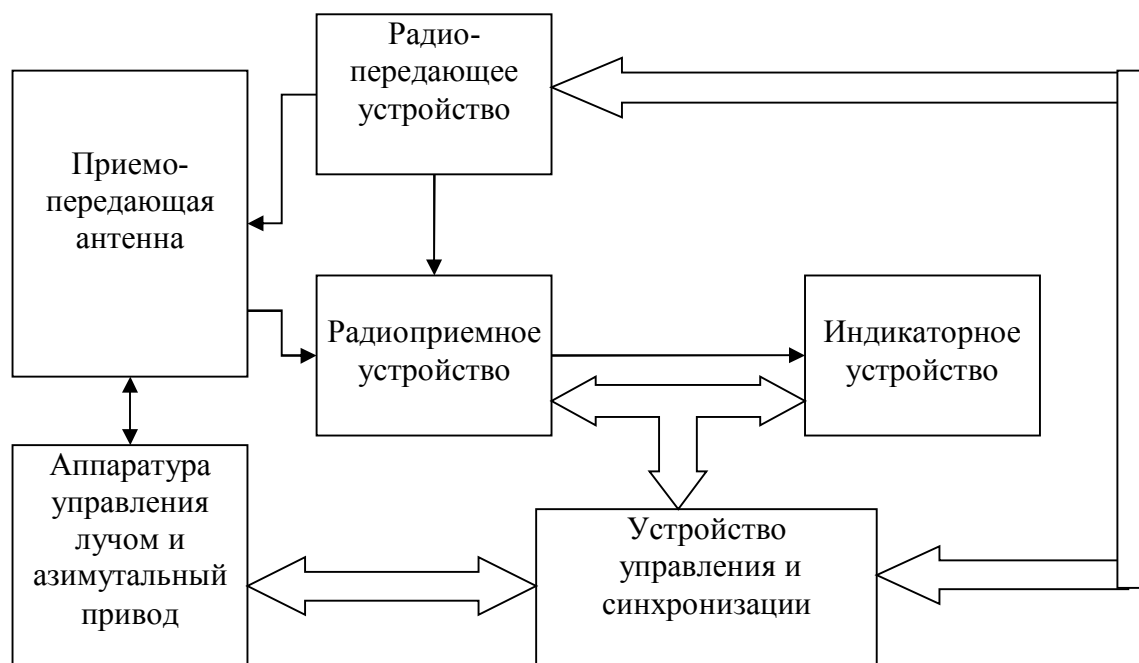 Радио-
передающее
устройство
Приемо-
передающая
антенна
Радиоприемное
устройство
Индикаторное
устройство
Аппаратура
управления
лучом и
азимутальный
привод
Устройство
управления и
синхронизации